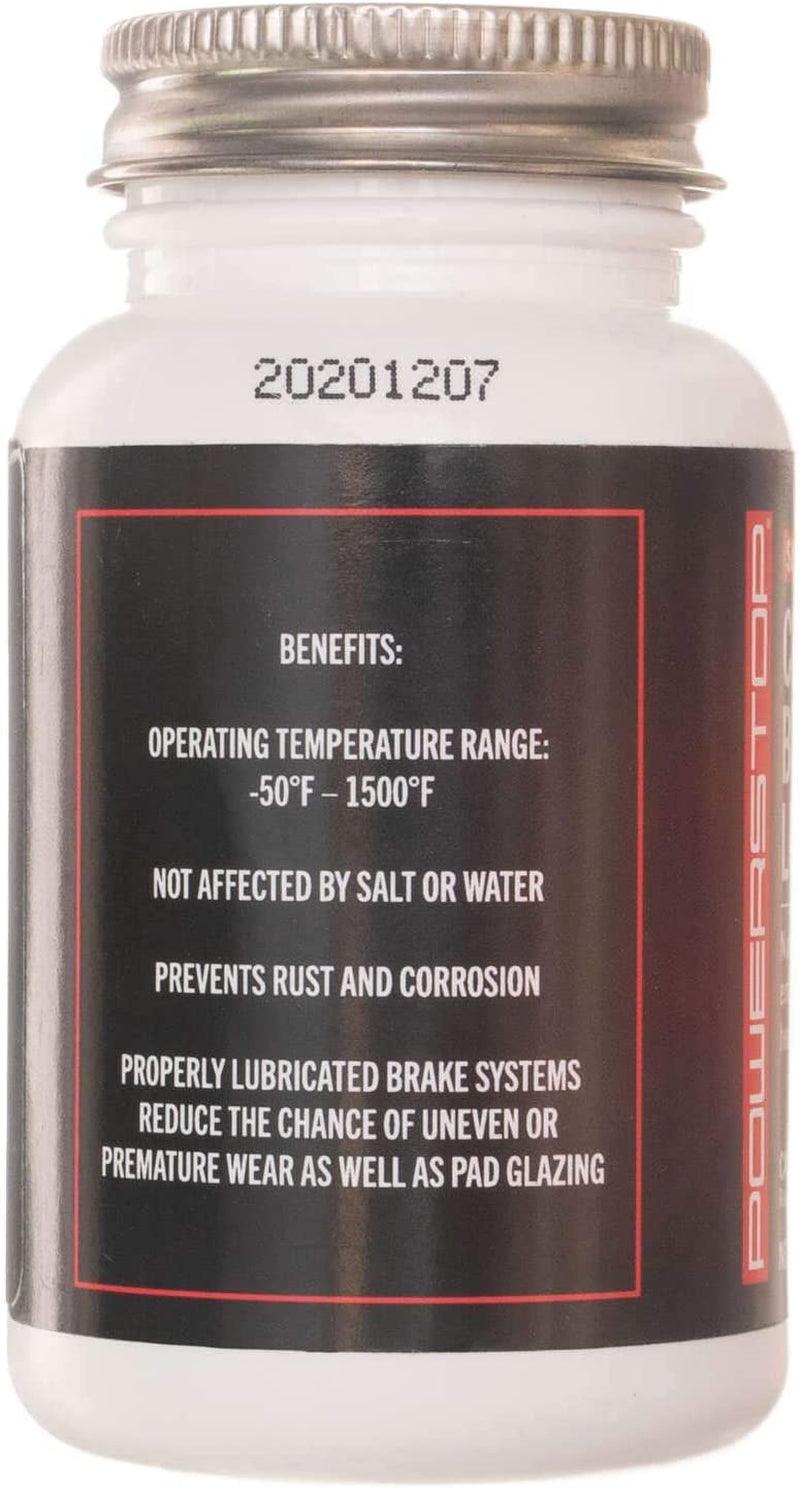 20201207
BENEFITS:
OPERATING TEMPERATURE RANGE:
-50°F – 1500°F
NOT AFFECTED BY SALT OR WATER
PREVENTS RUST AND CORROSION
PROPERLY LUBRICATED BRAKE SYSTEMS
REDUCE THE CHANCE OF UNEVEN OR
PREMATURE WEAR AS WELL AS PAD GLAZING
POWERSTOP